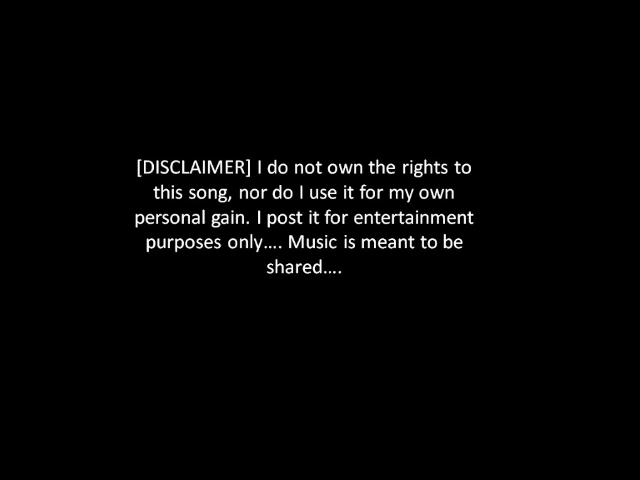 [DISCLAIMER] I do not own the rights to
this song, nor do I use it for my own
personal gain. I post it for entertainment
purposes only.... Music is meant to be
shared....